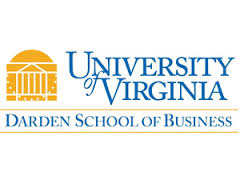 UNIVERSITY
of VIRGINIA
DARDEN SCHOOL OF BUSINESS